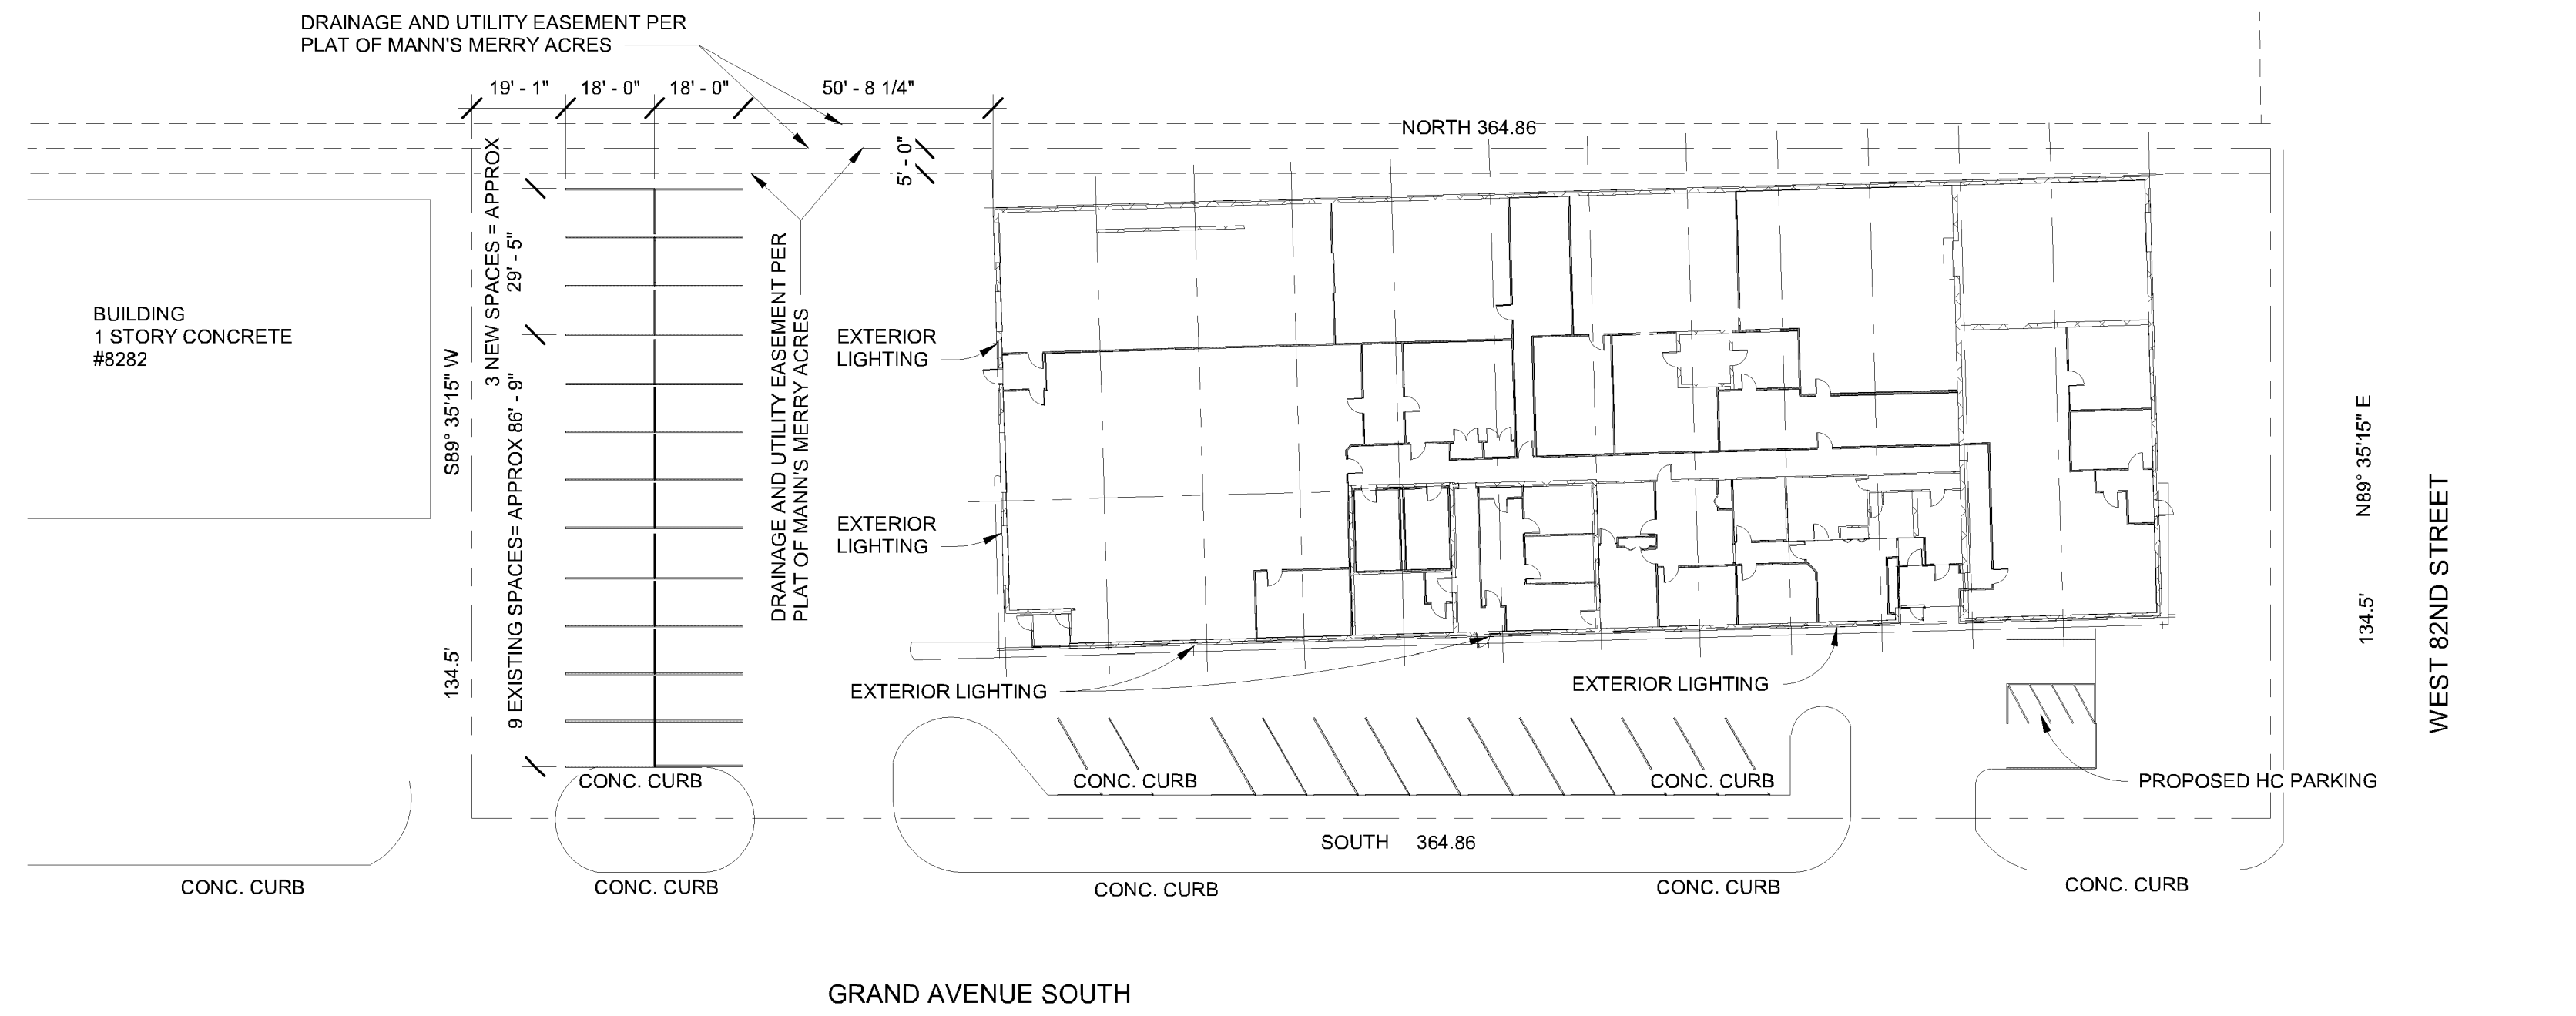 DRAINAGE AND UTILITY EASEMENT PER
PLAT OF MANN'S MERRY ACRES
19' - 1"
18' - 0"
18' - 0"
50' - 8 1/4"
NORTH 364.86
5' - 0"
3 NEW SPACES = APPROX
29' - 5"
BUILDING
1 STORY CONCRETE
#8282
S89° 35'15" W
134.5'
9 EXISTING SPACES= APPROX 86' - 9"
DRAINAGE AND UTILITY EASEMENT PER
PLAT OF MANN'S MERRY ACRES
EXTERIOR
LIGHTING
EXTERIOR
LIGHTING
EXTERIOR LIGHTING
EXTERIOR LIGHTING
N89° 35'15" E
134.5'
WEST 82ND STREET
CONC. CURB
CONC. CURB
CONC. CURB
PROPOSED HC PARKING
SOUTH 364.86
CONC. CURB
CONC. CURB
CONC. CURB
CONC. CURB
CONC. CURB
GRAND AVENUE SOUTH